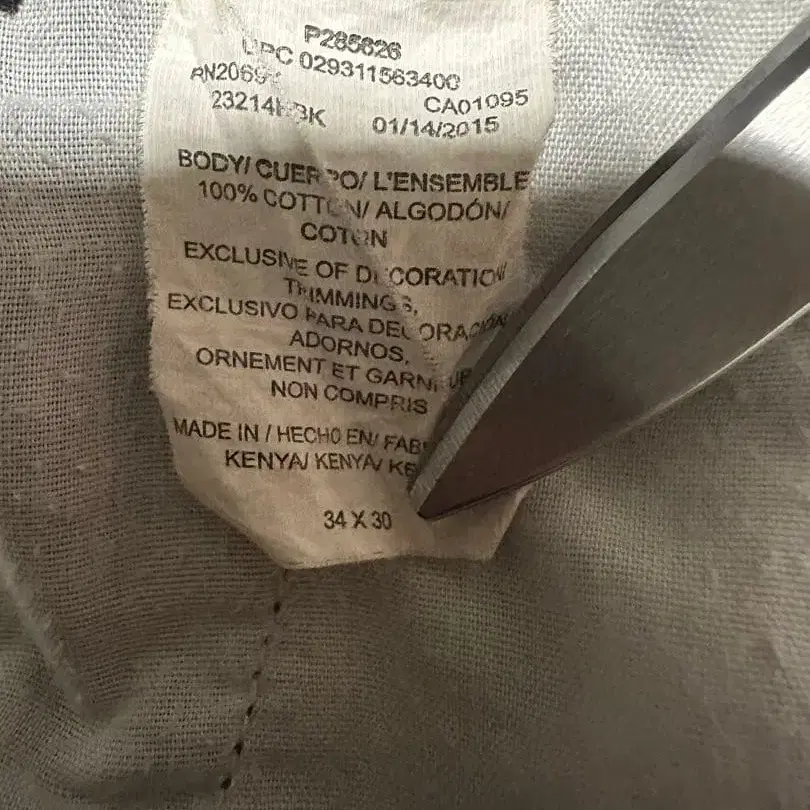 P285626
UPC 029311563400
CA01095
01/14/2015
BODY/ CUERPO/ L'ENSEMBLE
100% COTTON/ ALGODÓN/
COTON
EXCLUSIVE OF DECORATION
TRIMMINGS,
EXCLUSIVO PARA DECORACIÓN
ADORNOS,
ORNEMENT ET
NON COMPRIS
MADE IN / HECHO EN/
KENYA/ KENYA/
34 X 30